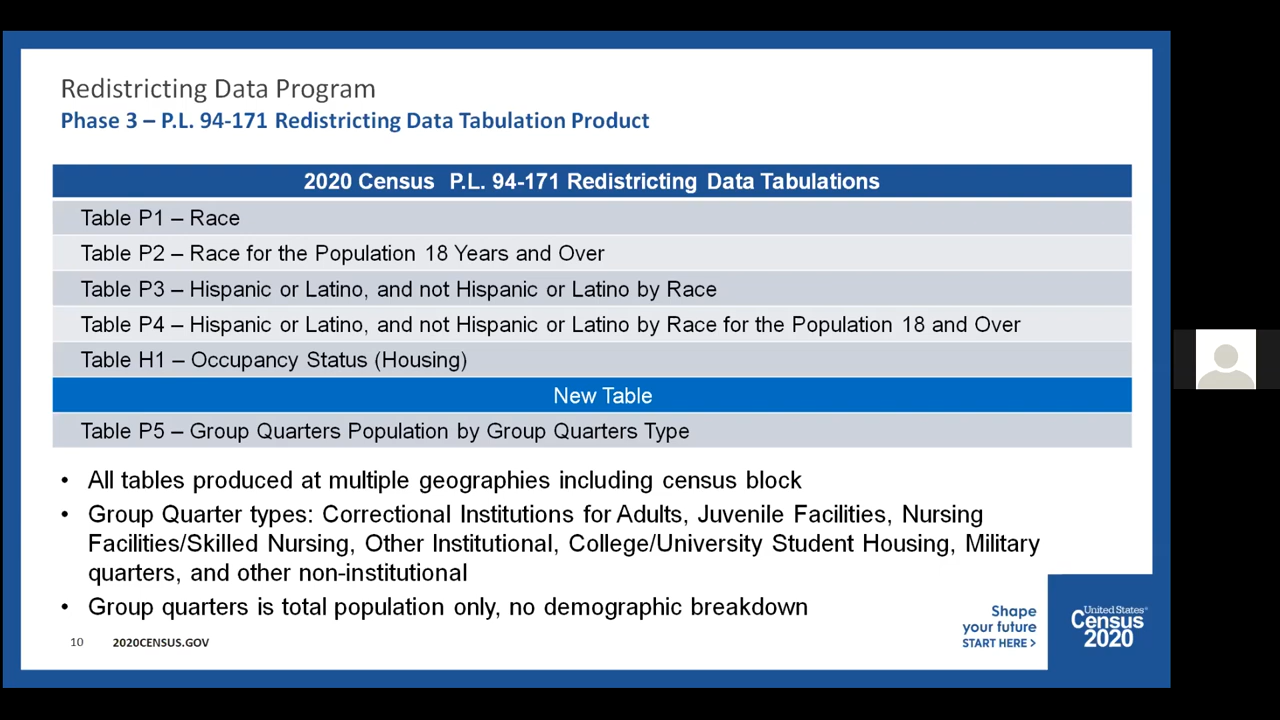 Redistricting Data Program
Phase 3 – P.L. 94-171 Redistricting Data Tabulation Product
2020 Census P.L. 94-171 Redistricting Data Tabulations
Table P1 – Race
Table P2 – Race for the Population 18 Years and Over
Table P3 – Hispanic or Latino, and not Hispanic or Latino by Race
Table P4 – Hispanic or Latino, and not Hispanic or Latino by Race for the Population 18 and Over
Table H1 – Occupancy Status (Housing)
New Table
Table P5 – Group Quarters Population by Group Quarters Type
• All tables produced at multiple geographies including census block
• Group Quarter types: Correctional Institutions for Adults, Juvenile Facilities, Nursing
Facilities/Skilled Nursing, Other Institutional, College/University Student Housing, Military
quarters, and other non-institutional
• Group quarters is total population only, no demographic breakdown
10 2020CENSUS.GOV
Shape
your future
START HERE >
United States®
Census
2020